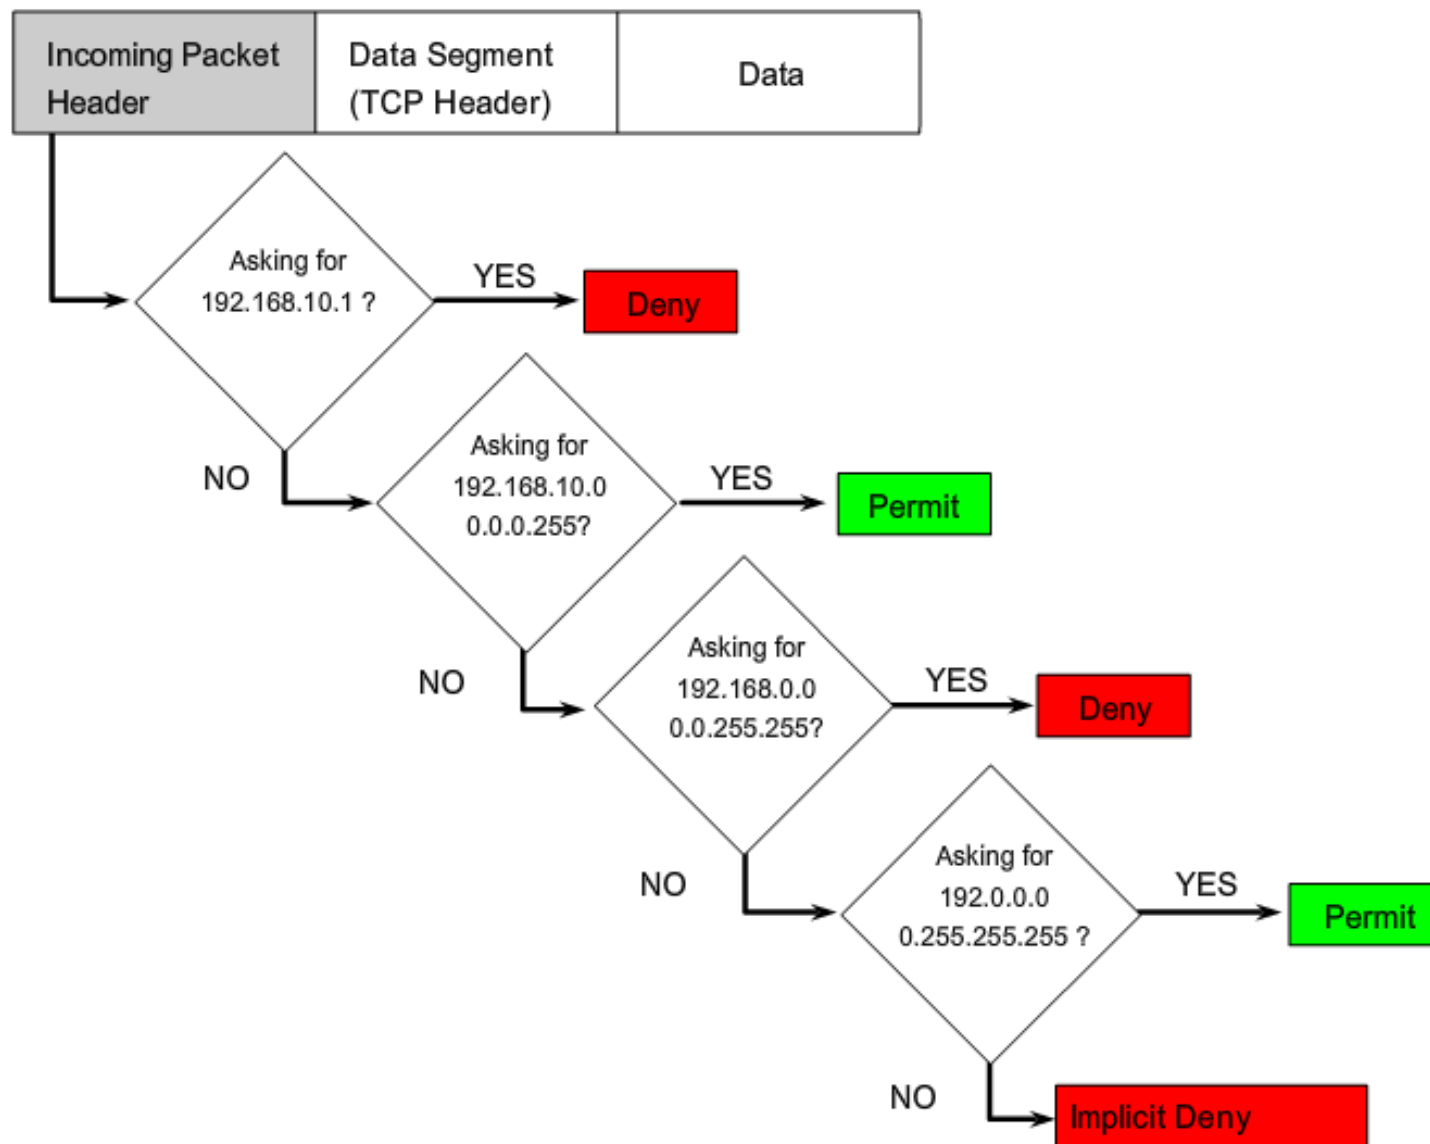 Incoming Packet
Header
Data Segment
(TCP Header)
Data
Asking for
192.168.10.1 ?
YES
Deny
NO
Asking for
192.168.10.0
0.0.0.255?
YES
Permit
NO
Asking for
192.168.0.0
0.0.255.255?
YES
Deny
NO
Asking for
192.0.0.0
0.255.255.255 ?
YES
Permit
NO
Implicit Deny